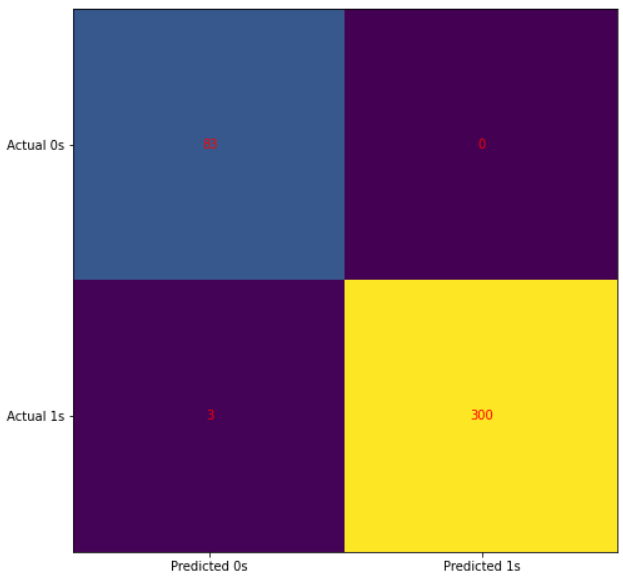 Actual 0s
83
0
Actual 1s
3
300
Predicted 0s
Predicted 1s